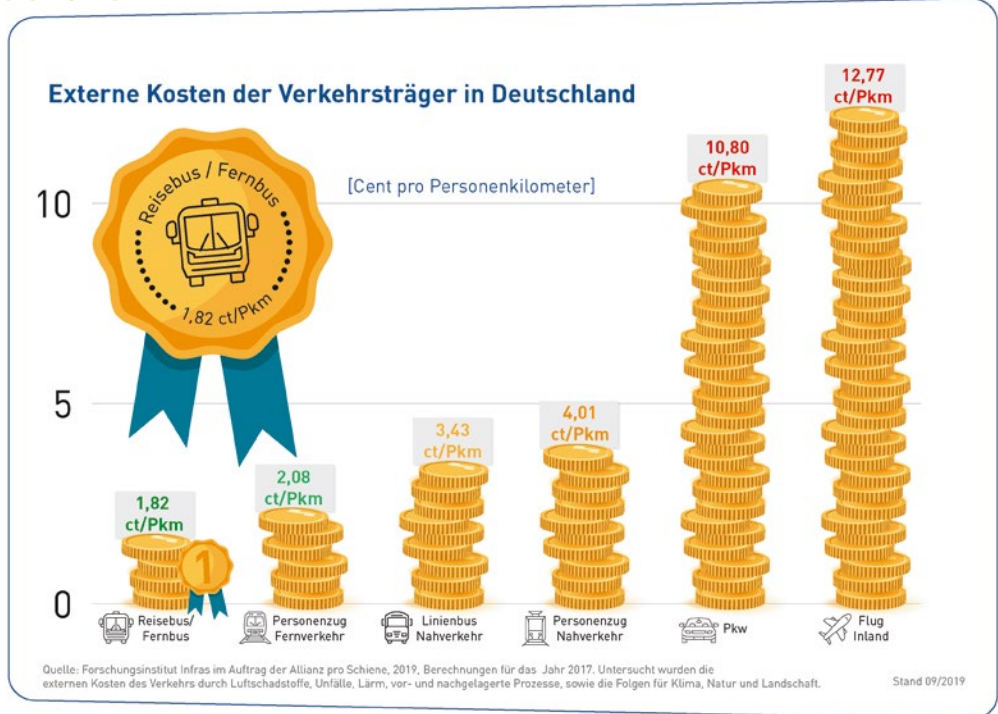 Externe Kosten der Verkehrsträger in Deutschland
[Cent pro Personenkilometer]
Reisebus / Fernbus
1,82 ct/Pkm
10
5
0
1,82
ct/Pkm
1
2,08
ct/Pkm
3,43
ct/Pkm
4,01
ct/Pkm
10,80
ct/Pkm
12,77
ct/Pkm
Reisebus/
Fernbus
Personenzug
Fernverkehr
Linienbus
Nahverkehr
Personenzug
Nahverkehr
Pkw
Flug
Inland
Quelle: Forschungsinstitut Infras im Auftrag der Allianz pro Schiene, 2019, Berechnungen für das Jahr 2017. Untersucht wurden die
externen Kosten des Verkehrs durch Luftschadstoffe, Unfälle, Lärm, vor- und nachgelagerte Prozesse, sowie die Folgen für Klima, Natur und Landschaft.
Stand 09/2019